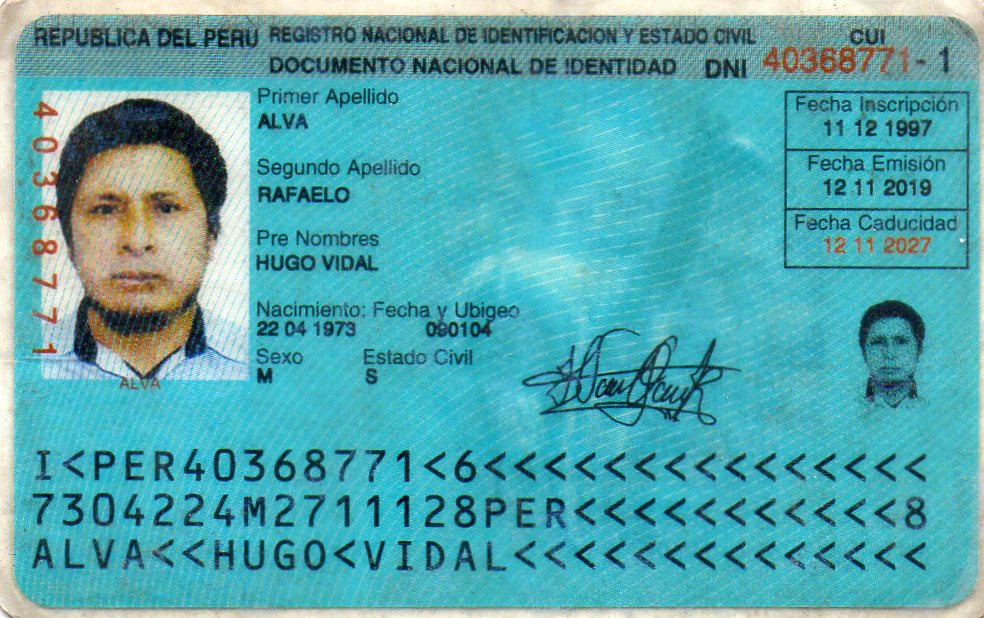 REPUBLICA DEL PERU
REGISTRO NACIONAL DE IDENTIFICACION Y ESTADO CIVIL
DOCUMENTO NACIONAL DE IDENTIDAD DNI
CUI
40368771-1
40368771
Primer Apellido
ALVA
Segundo Apellido
RAFAELO
Pre Nombres
HUGO VIDAL
Nacimiento: Fecha y Ubigeo
22 04 1973 090104
Sexo Estado Civil
M S
ALVA
Fecha Inscripción
11 12 1997
Fecha Emisión
12 11 2019
Fecha Caducidad
12 11 2027
I<PER40368771<6<<<<<<<<<<<<<<<
7304224M2711128PER<<<<<<<<<<<8
ALVA<<HUGO<VIDAL<<<<<<<<<<<<<<